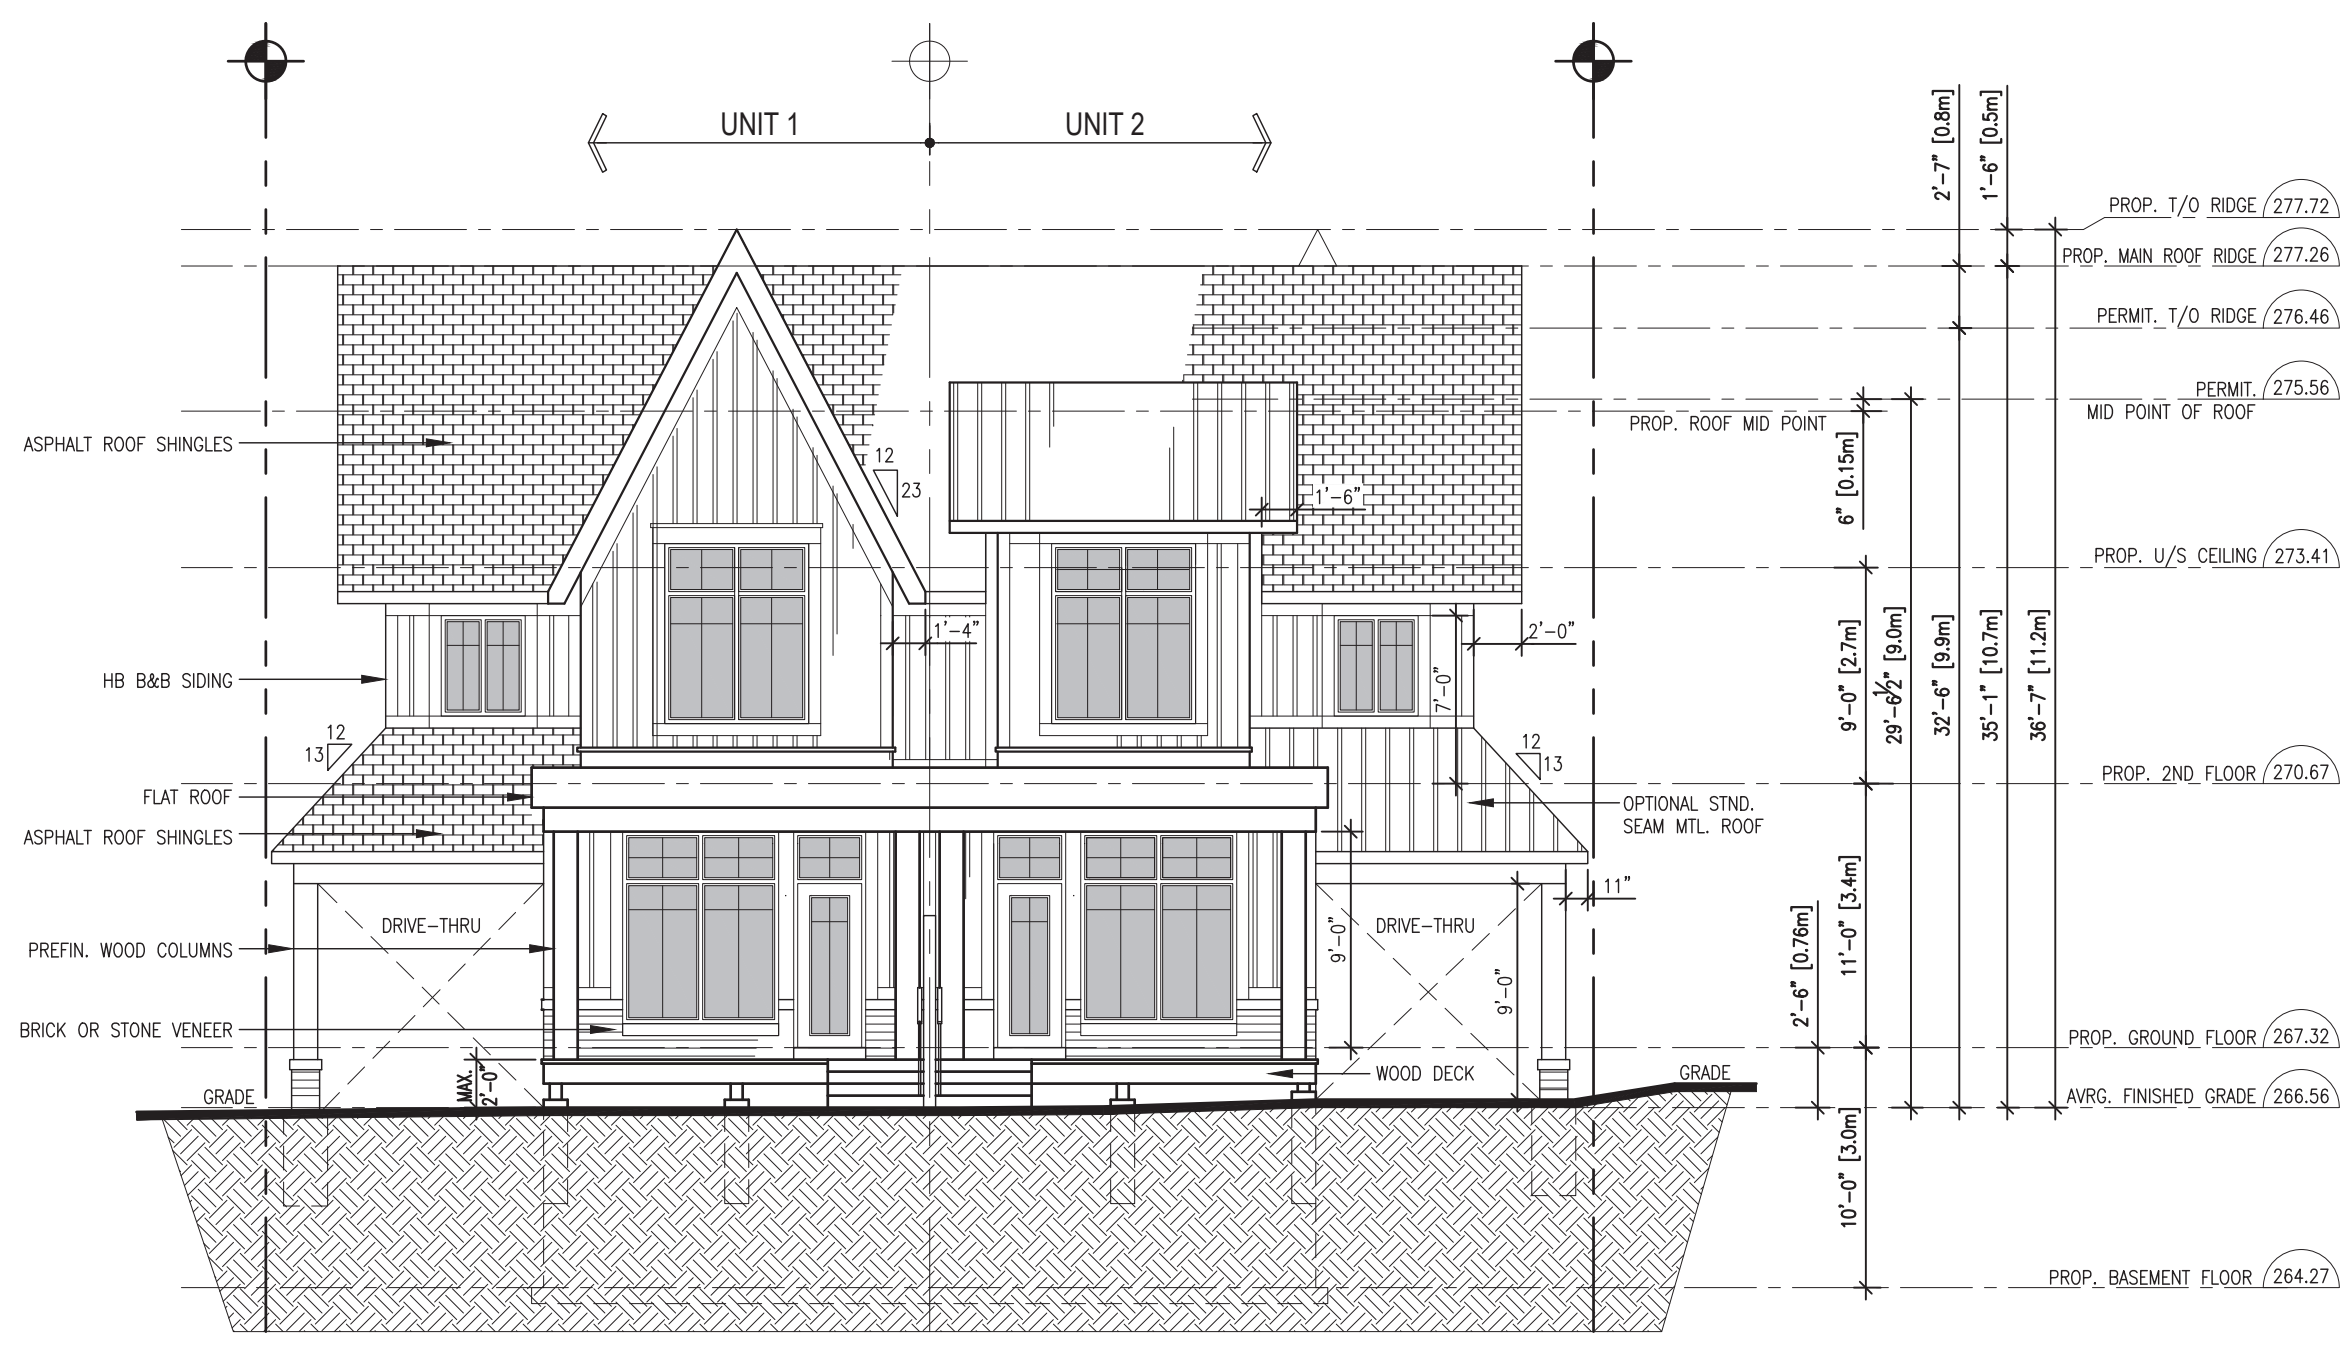 UNIT 1
UNIT 2
2'-7" [0.8m]
1'-6" [0.5m]
PROP. T/O RIDGE 277.72
PROP. MAIN ROOF RIDGE 277.26
PERMIT. T/O RIDGE 276.46
PERMIT. 275.56
MID POINT OF ROOF
PROP. ROOF MID POINT
ASPHALT ROOF SHINGLES
12
23
1'-6"
6" [0.15m]
PROP. U/S CEILING 273.41
1'-4"
2'-0"
7'-0"
9'-0" [2.7m]
29'-6 1/2" [9.0m]
32'-6" [9.9m]
35'-1" [10.7m]
36'-7" [11.2m]
HB B&B SIDING
12
13
12
13
PROP. 2ND FLOOR 270.67
FLAT ROOF
OPTIONAL STND.
SEAM MTL. ROOF
ASPHALT ROOF SHINGLES
11"
DRIVE-THRU
DRIVE-THRU
9'-0"
9'-0"
11'-0" [3.4m]
2'-6" [0.76m]
PREFIN. WOOD COLUMNS
BRICK OR STONE VENEER
PROP. GROUND FLOOR 267.32
MAX.
2'-0"
WOOD DECK
GRADE
GRADE
AVRG. FINISHED GRADE 266.56
10'-0" [3.0m]
PROP. BASEMENT FLOOR 264.27